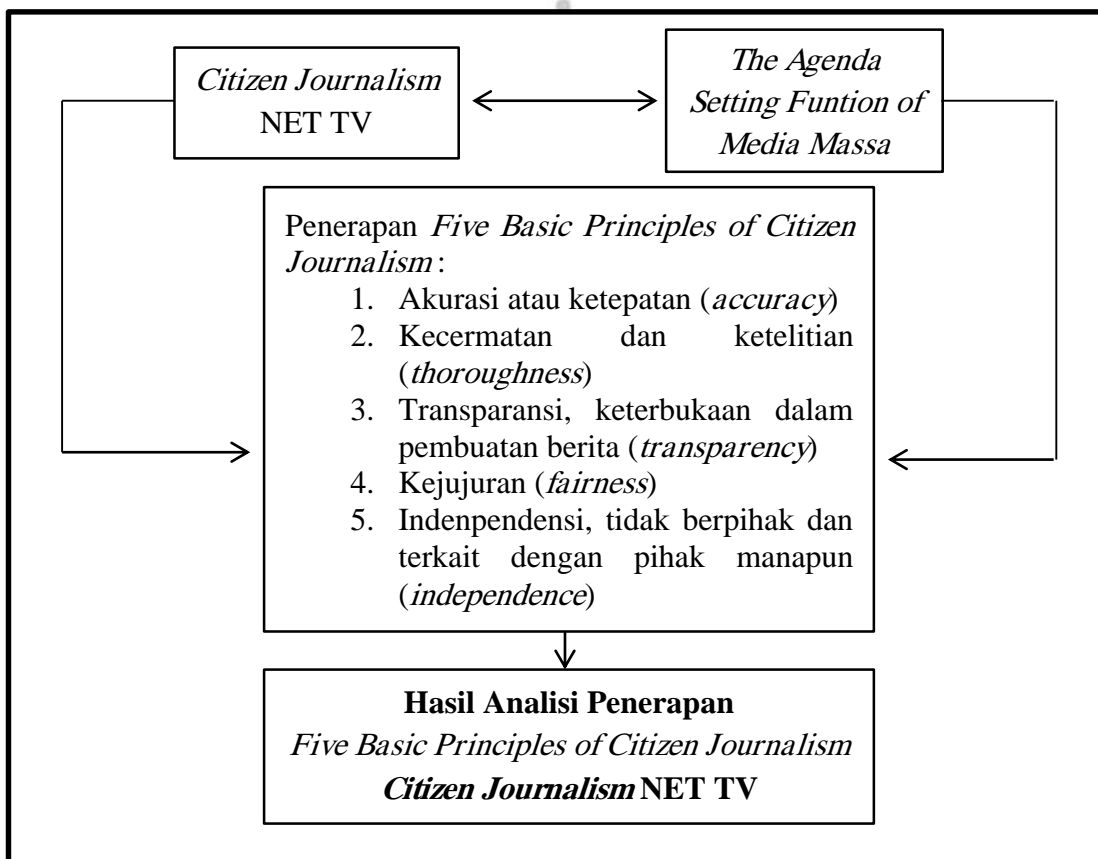 Citizen Journalism
NET TV
The Agenda
Setting Funtion of
Media Massa
Penerapan Five Basic Principles of Citizen
Journalism :
1. Akurasi atau ketepatan (accuracy)
2. Kecermatan dan ketelitian
(thoroughness)
3. Transparansi, keterbukaan dalam
pembuatan berita (transparency)
4. Kejujuran (fairness)
5. Indenpendensi, tidak berpihak dan
terkait dengan pihak manapun
(independence)
Hasil Analisi Penerapan
Five Basic Principles of Citizen Journalism
Citizen Journalism NET TV